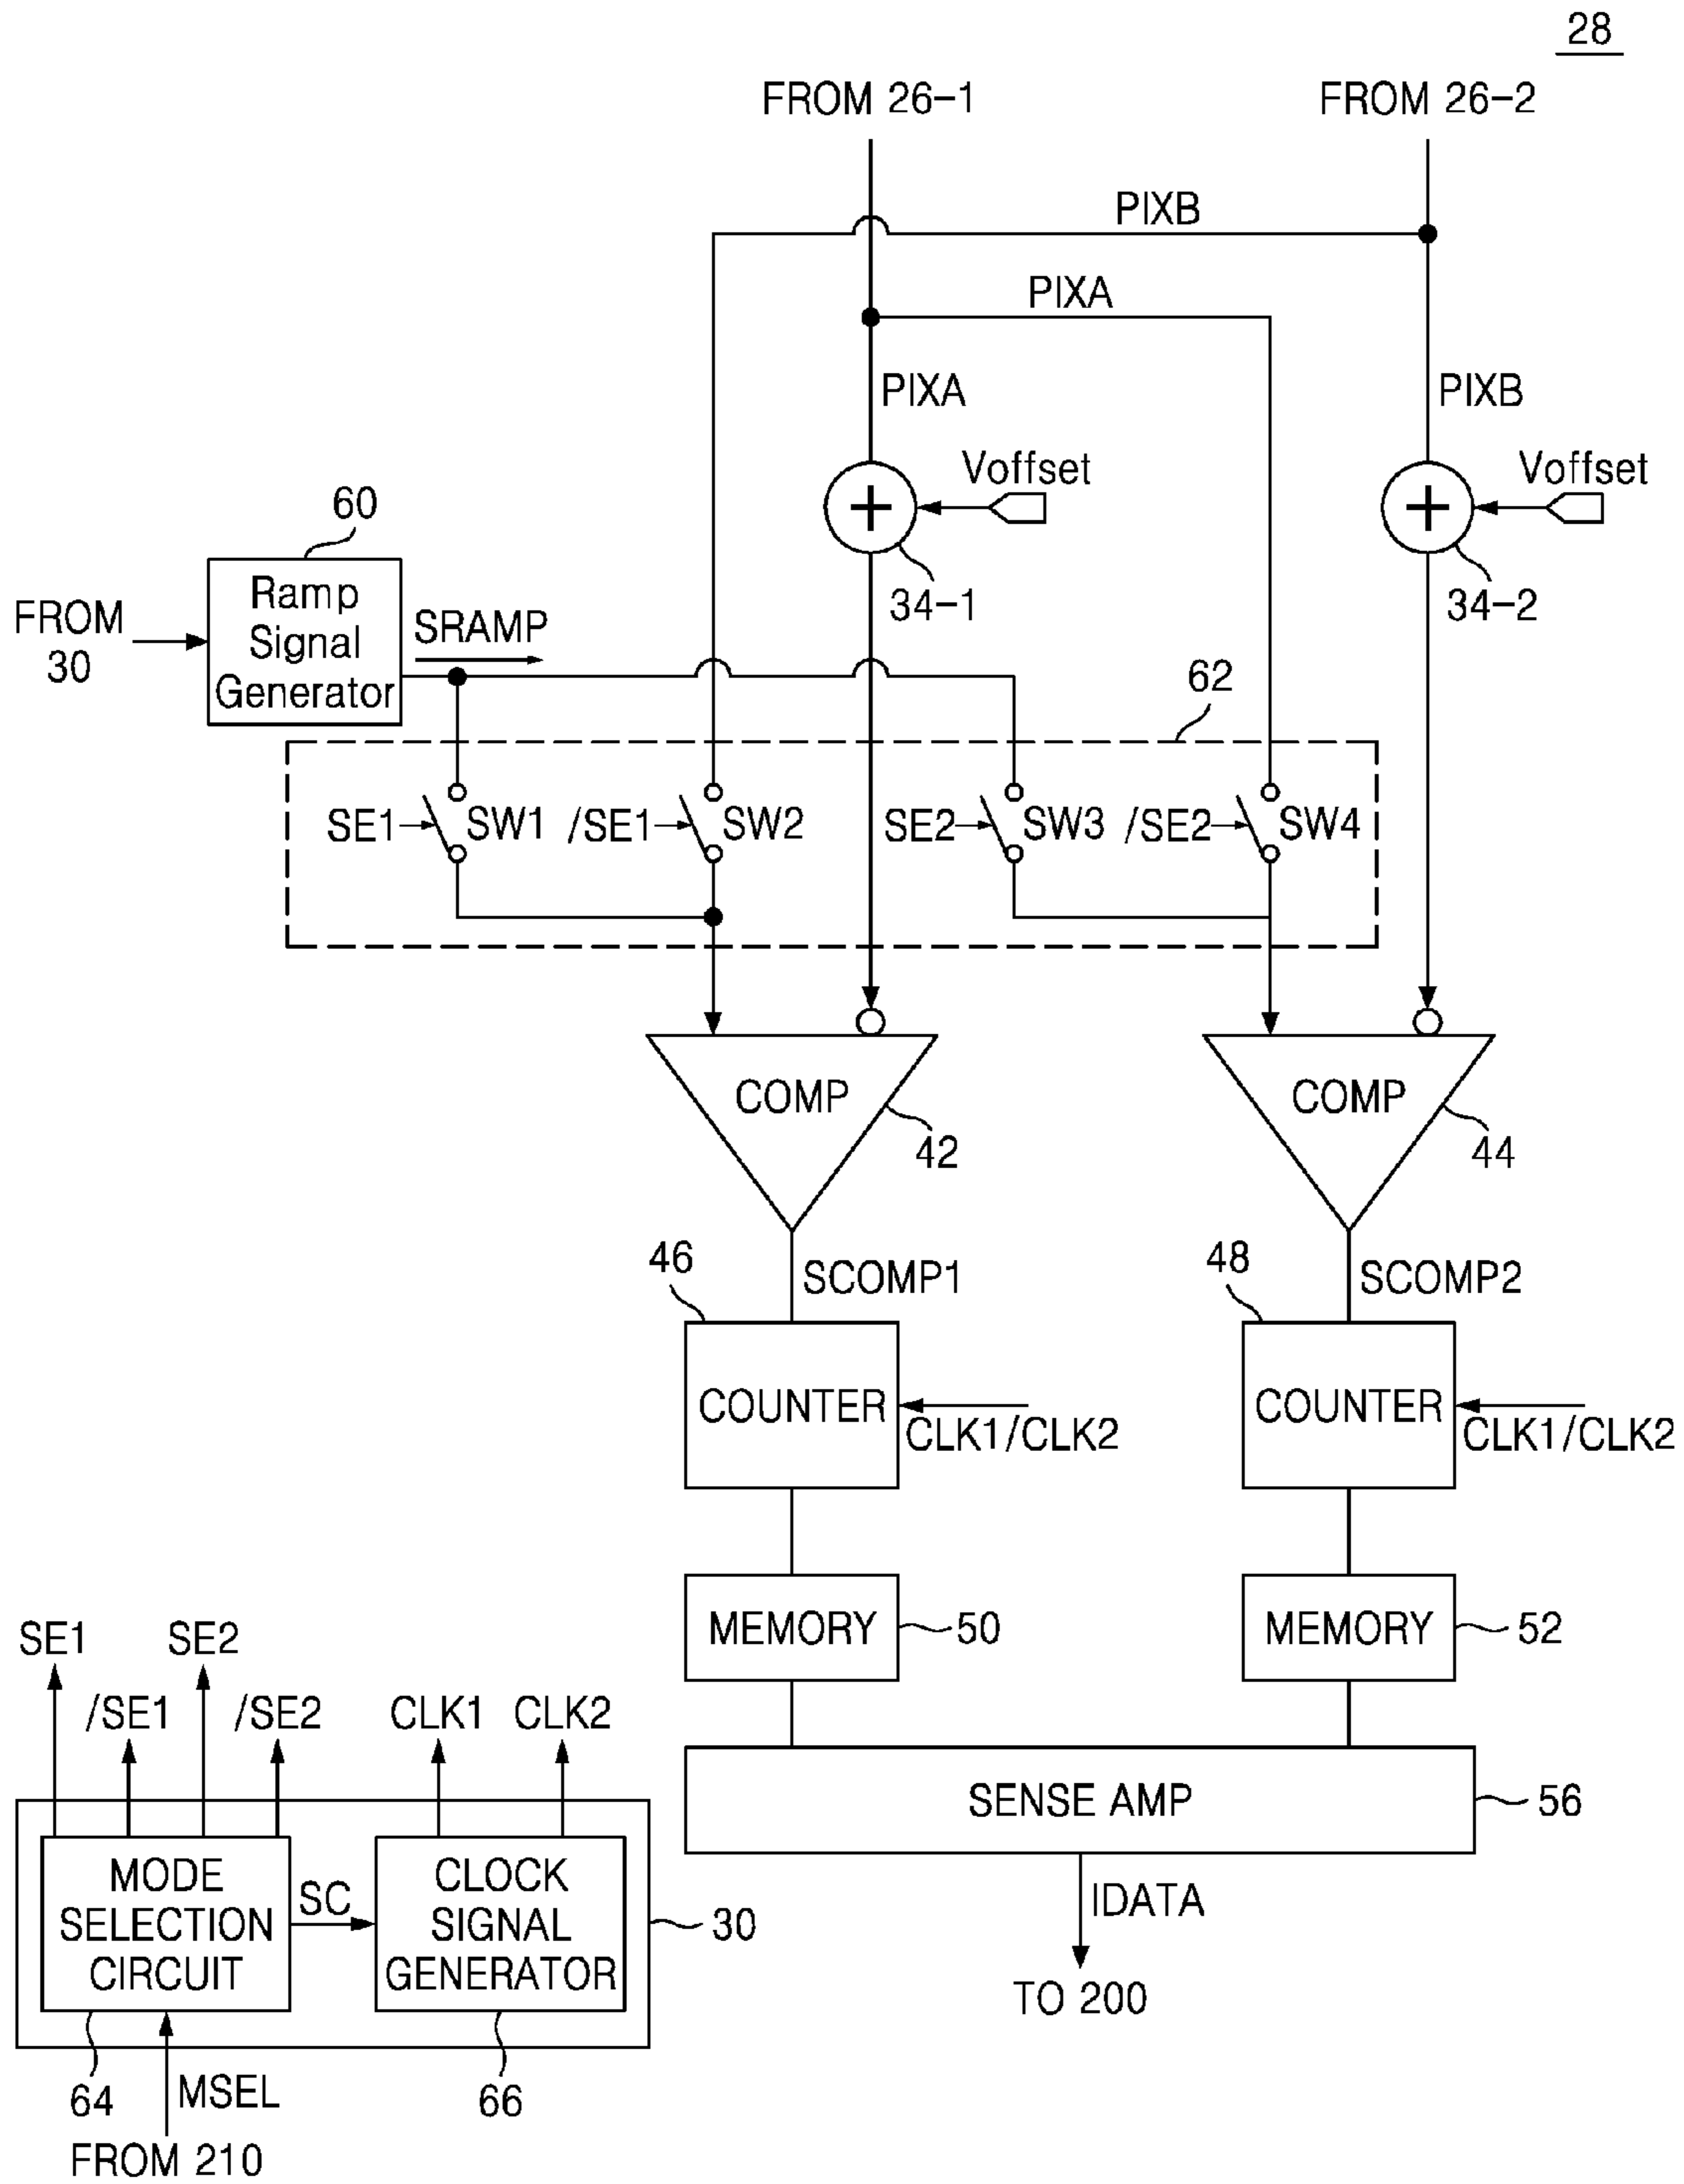 28
FROM 26-1
FROM 26-2
PIXB
PIXA
PIXA
PIXB
Voffset
Voffset
34-1
34-2
60
Ramp
Signal
Generator
FROM
30
SRAMP
62
SE1
SW1
/SE1
SW2
SE2
SW3
/SE2
SW4
COMP
42
COMP
44
46
SCOMP1
48
SCOMP2
COUNTER
CLK1/CLK2
COUNTER
CLK1/CLK2
MEMORY
50
MEMORY
52
SENSE AMP
56
IDATA
TO 200
SE1
SE2
/SE1
/SE2
CLK1
CLK2
MODE
SELECTION
CIRCUIT
SC
CLOCK
SIGNAL
GENERATOR
30
64
MSEL
66
FROM 210